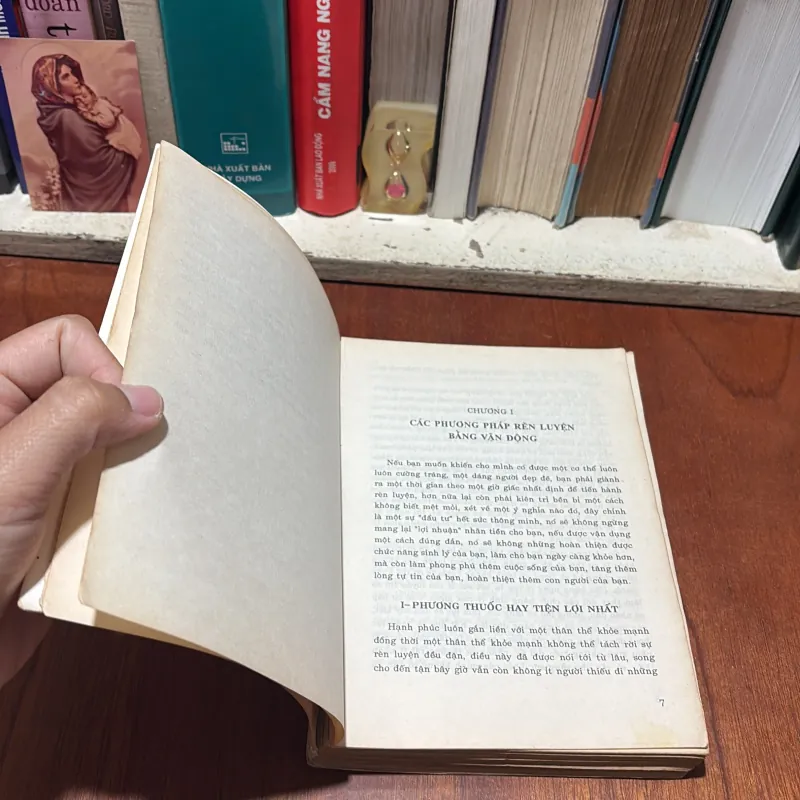 đoán
t
NHÀ XUẤT BẢN
XÂY DỰNG
CẨM NANG NG
NHÀ XUẤT BẢN LAO ĐỘNG
CHƯƠNG I
CÁC PHƯƠNG PHÁP RÈN LUYỆN
BẰNG VẬN ĐỘNG
Nếu bạn muốn khiến cho mình có được một cơ thể luôn
luôn cường tráng, một dáng người đẹp đẽ, bạn phải giành
ra một thời gian theo một giờ giấc nhất định để tiến hành
rèn luyện, hơn nữa lại còn phải kiên trì bền bỉ một cách
không biết mệt mỏi, xét về một ý nghĩa nào đó, đây chính
là một sự "đầu tư" hết sức thông minh, nó sẽ không ngừng
mang lại "lợi nhuận" nhãn tiền cho bạn, nếu được vận dụng
một cách đúng đắn, nó sẽ không những hoàn thiện được
chức năng sinh lý của bạn, làm cho bạn ngày càng khỏe hơn,
mà còn làm phong phú thêm cuộc sống của bạn, tăng thêm
lòng tự tin của bạn, hoàn thiện thêm con người của bạn.
I-PHƯƠNG THUỐC HAY TIỆN LỢI NHẤT
Hạnh phúc luôn gắn liền với một thân thể khỏe mạnh
đồng thời một thân thể khỏe mạnh không thể tách rời sự
rèn luyện đều đặn, điều này đã được nói tới từ lâu, song
cho đến tận bây giờ vẫn còn không ít người thiếu đi những
7